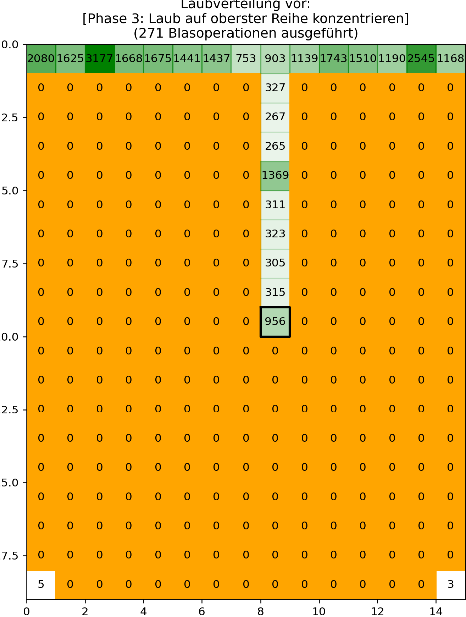 Laubverteilung vor:
[Phase 3: Laub auf oberster Reihe konzentrieren]
(271 Blasoperationen ausgeführt)
0.0 2080 1625 3177 1668 1675 1441 1437 753 903 1139 1743 1510 1190 2545 1168
0 0 0 0 0 0 0 0 327 0 0 0 0 0 0
2.5 0 0 0 0 0 0 0 0 267 0 0 0 0 0 0
0 0 0 0 0 0 0 0 265 0 0 0 0 0 0
0 0 0 0 0 0 0 0 1369 0 0 0 0 0 0
5.0 0 0 0 0 0 0 0 0 311 0 0 0 0 0 0
0 0 0 0 0 0 0 0 323 0 0 0 0 0 0
7.5 0 0 0 0 0 0 0 0 305 0 0 0 0 0 0
0 0 0 0 0 0 0 0 315 0 0 0 0 0 0
0 0 0 0 0 0 0 0 956 0 0 0 0 0 0
0.0 0 0 0 0 0 0 0 0 0 0 0 0 0 0 0
0 0 0 0 0 0 0 0 0 0 0 0 0 0 0
2.5 0 0 0 0 0 0 0 0 0 0 0 0 0 0 0
0 0 0 0 0 0 0 0 0 0 0 0 0 0 0
0 0 0 0 0 0 0 0 0 0 0 0 0 0 0
5.0 0 0 0 0 0 0 0 0 0 0 0 0 0 0 0
0 0 0 0 0 0 0 0 0 0 0 0 0 0 0
7.5 0 0 0 0 0 0 0 0 0 0 0 0 0 0 0
5 0 0 0 0 0 0 0 0 0 0 0 0 0 3
0 2 4 6 8 10 12 14